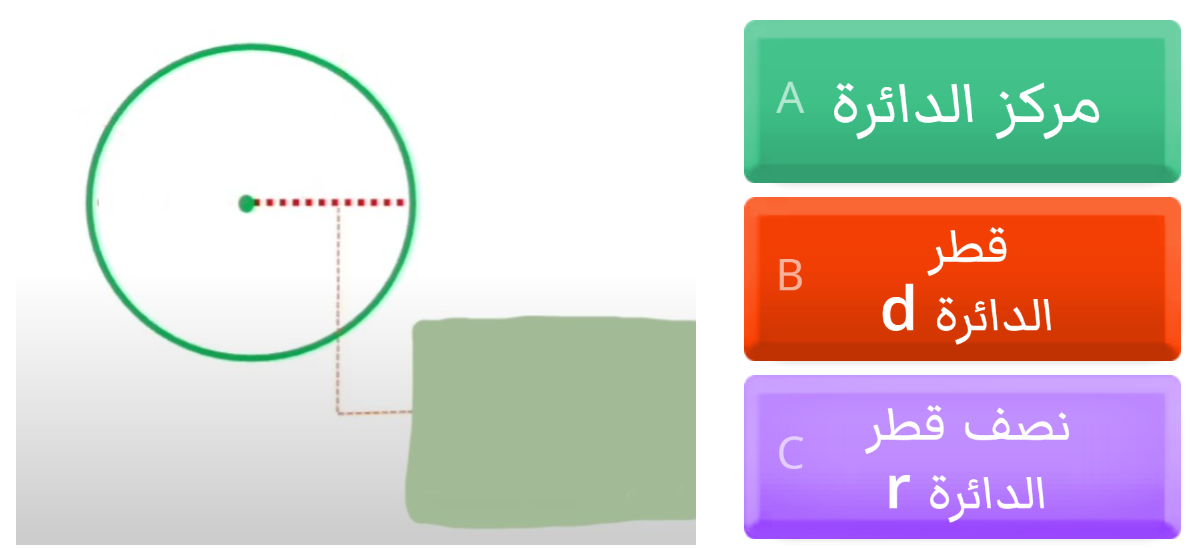 A مركز الدائرة
B
قطر
الدائرة d
C
نصف قطر
الدائرة r